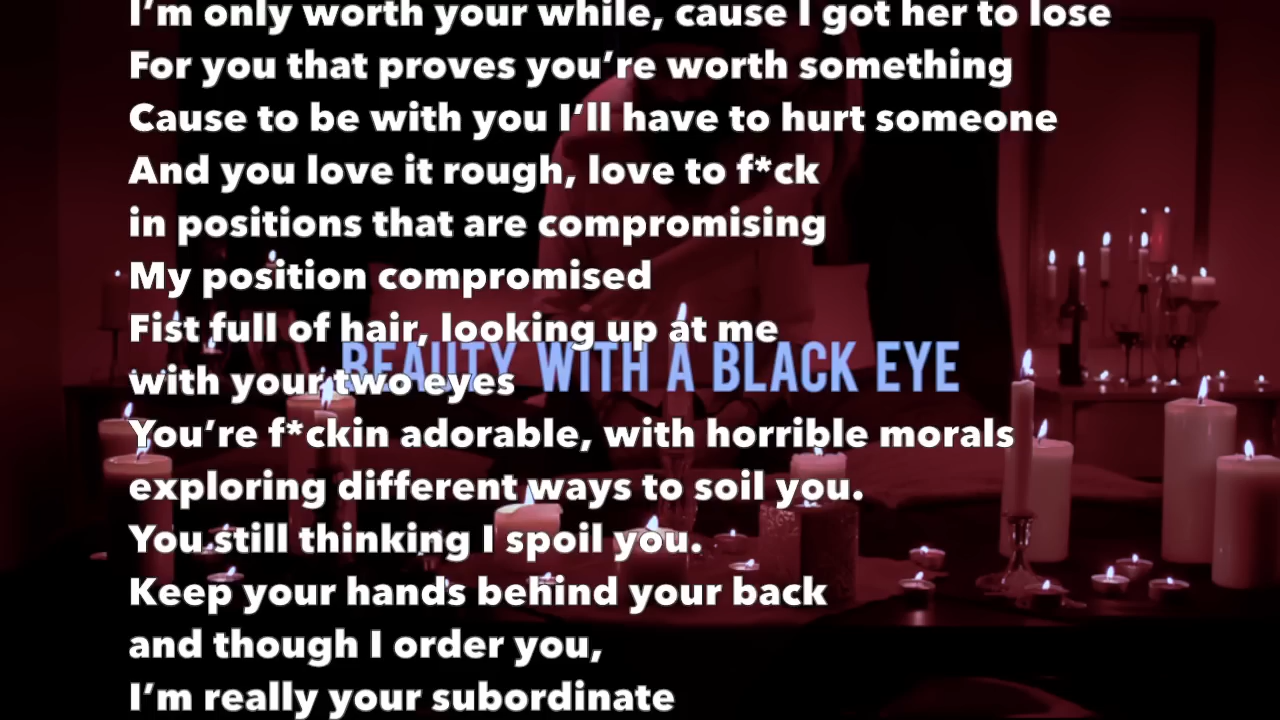 I’m only worth your while, cause I got her to lose
For you that proves you’re worth something
Cause to be with you I’ll have to hurt someone
And you love it rough, love to f*ck
in positions that are compromising
My position compromised
Fist full of hair, looking up at me
BEAUTY WITH A BLACK EYE
with your two eyes
You’re f*ckin adorable, with horrible morals
exploring different ways to soil you.
You still thinking I spoil you.
Keep your hands behind your back
and though I order you,
I’m really your subordinate